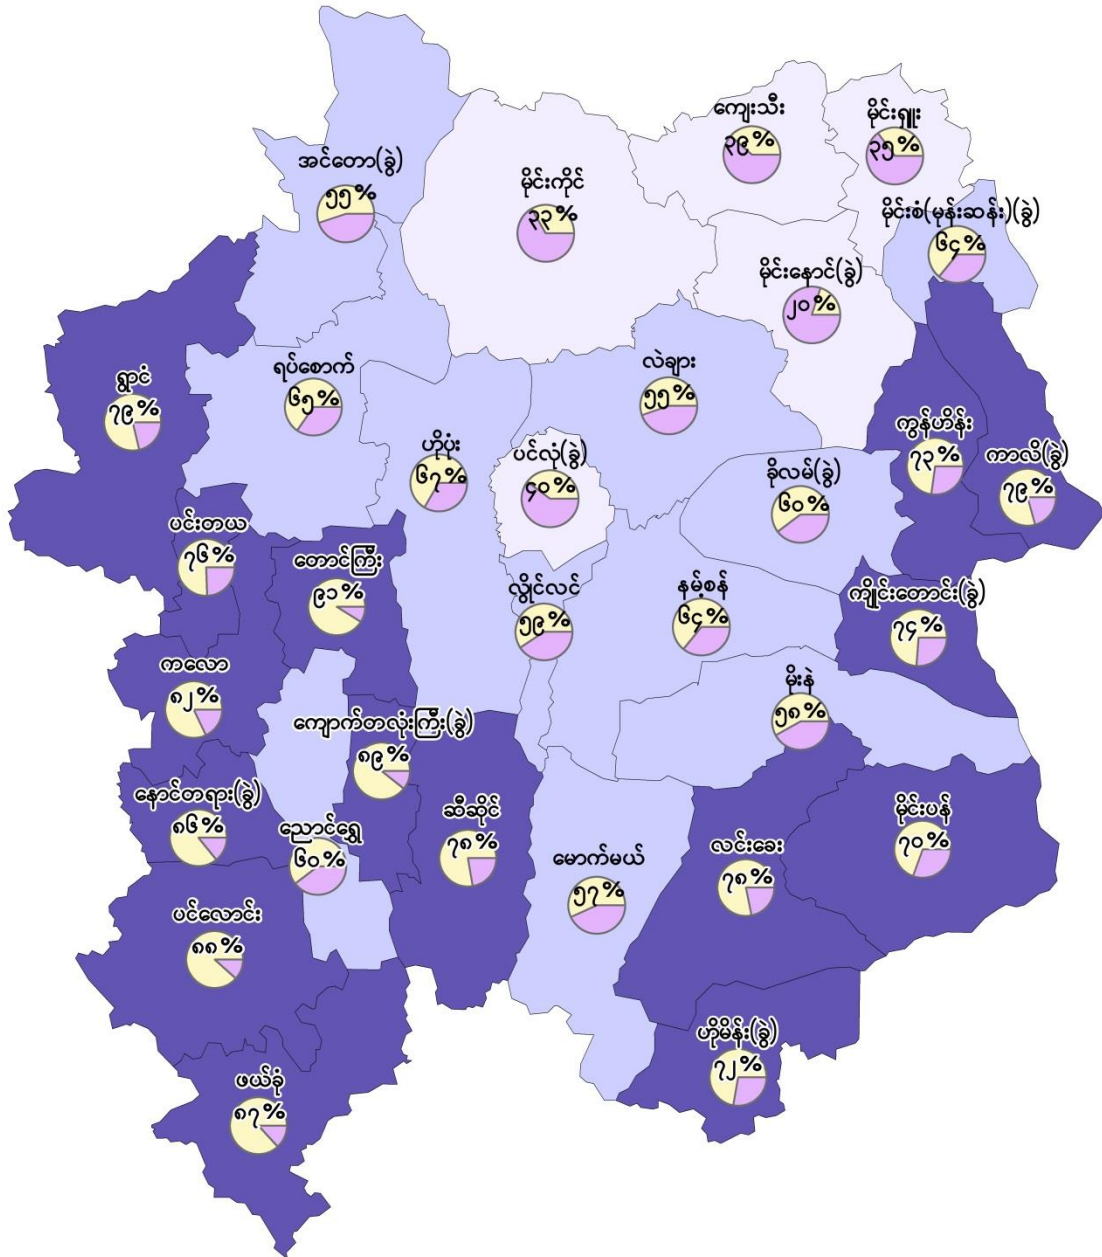 ကျေးသီး
၃၉%
မိုင်းရှူး
၃၅%
အင်တော(ခွဲ)
၅၅%
မိုင်းကိုင်
၃၃%
မိုင်းစံ(မုန်းဆန်း)(ခွဲ)
၆၄%
မိုင်းနောင်(ခွဲ)
၂၀%
ရွာငံ
၇၉%
ရပ်စောက်
၆၅%
လဲချား
၅၅%
ကွန်ဟိန်း
၇၃%
ကာလိ(ခွဲ)
၇၉%
ဟိုပုံး
၆၇%
ပင်လုံ(ခွဲ)
၄၀%
ခိုလမ်(ခွဲ)
၆၀%
ပင်းတယ
၇၆%
တောင်ကြီး
၉၁%
လွိုင်လင်
၅၉%
နမ့်စန်
၆၄%
ကျိုင်းတောင်း(ခွဲ)
၇၄%
ကလော
၈၂%
မိုးနဲ
၅၈%
ကျောက်တလုံးကြီး(ခွဲ)
၈၉%
နောင်တရား(ခွဲ)
၈၆%
ညောင်ရွှေ
၆၀%
ဆီဆိုင်
၇၈%
မောက်မယ်
၅၇%
လင်းခေး
၇၈%
မိုင်းပန်
၇၀%
ပင်လောင်း
၈၈%
ဟိုမိန်း(ခွဲ)
၇၂%
ဖယ်ခုံ
၈၇%